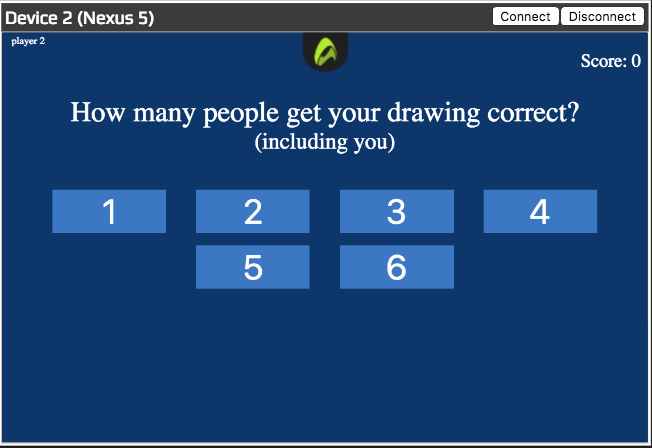 Device 2 (Nexus 5)
Connect
Disconnect
player 2
Score: 0
How many people get your drawing correct?
(including you)
1 2 3 4
5 6